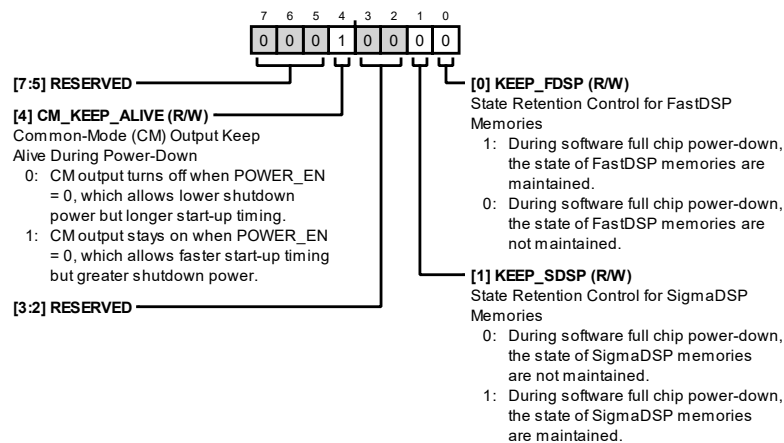 7 6 5 4 3 2 1 0
0 0 0 1 0 0 0 0
[7:5] RESERVED
[4] CM_KEEP_ALIVE (R/W)
Common-Mode (CM) Output Keep
Alive During Power-Down
0: CM output turns off when POWER_EN
= 0, which allows lower shutdown
power but longer start-up timing.
1: CM output stays on when POWER_EN
= 0, which allows faster start-up timing
but greater shutdown power.
[3:2] RESERVED
[0] KEEP_FDSP (R/W)
State Retention Control for FastDSP
Memories
1: During software full chip power-down,
the state of FastDSP memories are
maintained.
0: During software full chip power-down,
the state of FastDSP memories are
not maintained.
[1] KEEP_SDSP (R/W)
State Retention Control for SigmaDSP
Memories
0: During software full chip power-down,
the state of SigmaDSP memories
are not maintained.
1: During software full chip power-down,
the state of SigmaDSP memories
are maintained.